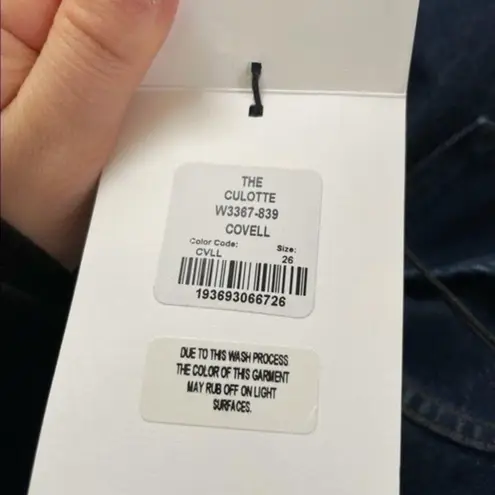 THE
CULOTTE
W3367-839
COVELL
Color Code: Size:
CVLL 26
193693066726
DUE TO THIS WASH PROCESS
THE COLOR OF THIS GARMENT
MAY RUB OFF ON LIGHT
SURFACES.